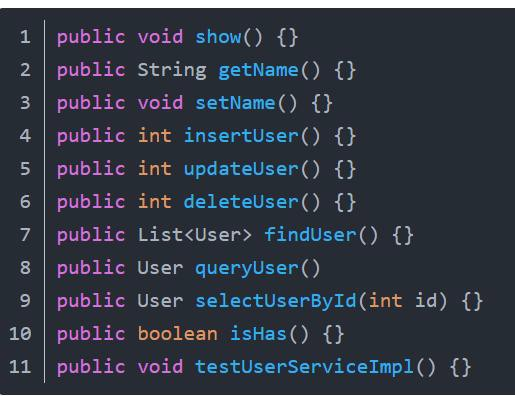 1 public void show() {}
2 public String getName() {}
3 public void setName() {}
4 public int insertUser() {}
5 public int updateUser() {}
6 public int deleteUser() {}
7 public List<User> findUser() {}
8 public User queryUser()
9 public User selectUserById(int id) {}
10 public boolean isHas() {}
11 public void testUserServiceImpl() {}